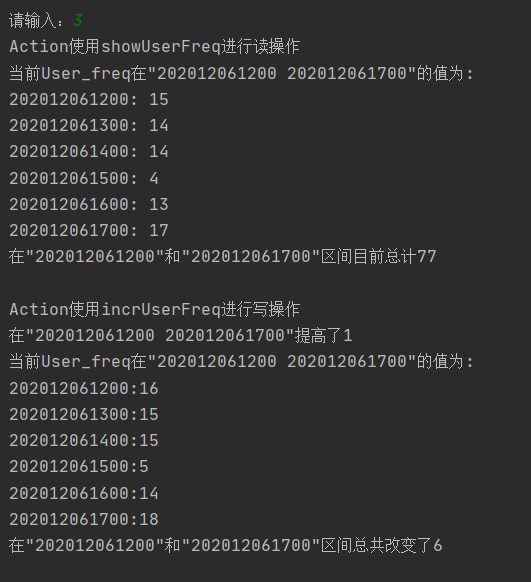 请输入：3
Action使用showUserFreq进行读操作
当前User_freq在"202012061200 202012061700"的值为：
202012061200: 15
202012061300: 14
202012061400: 14
202012061500: 4
202012061600: 13
202012061700: 17
在"202012061200"和"202012061700"区间目前总计77
Action使用incrUserFreq进行写操作
在"202012061200 202012061700"提高了1
当前User_freq在"202012061200 202012061700"的值为：
202012061200:16
202012061300:15
202012061400:15
202012061500:5
202012061600:14
202012061700:18
在"202012061200"和"202012061700"区间总共改变了6